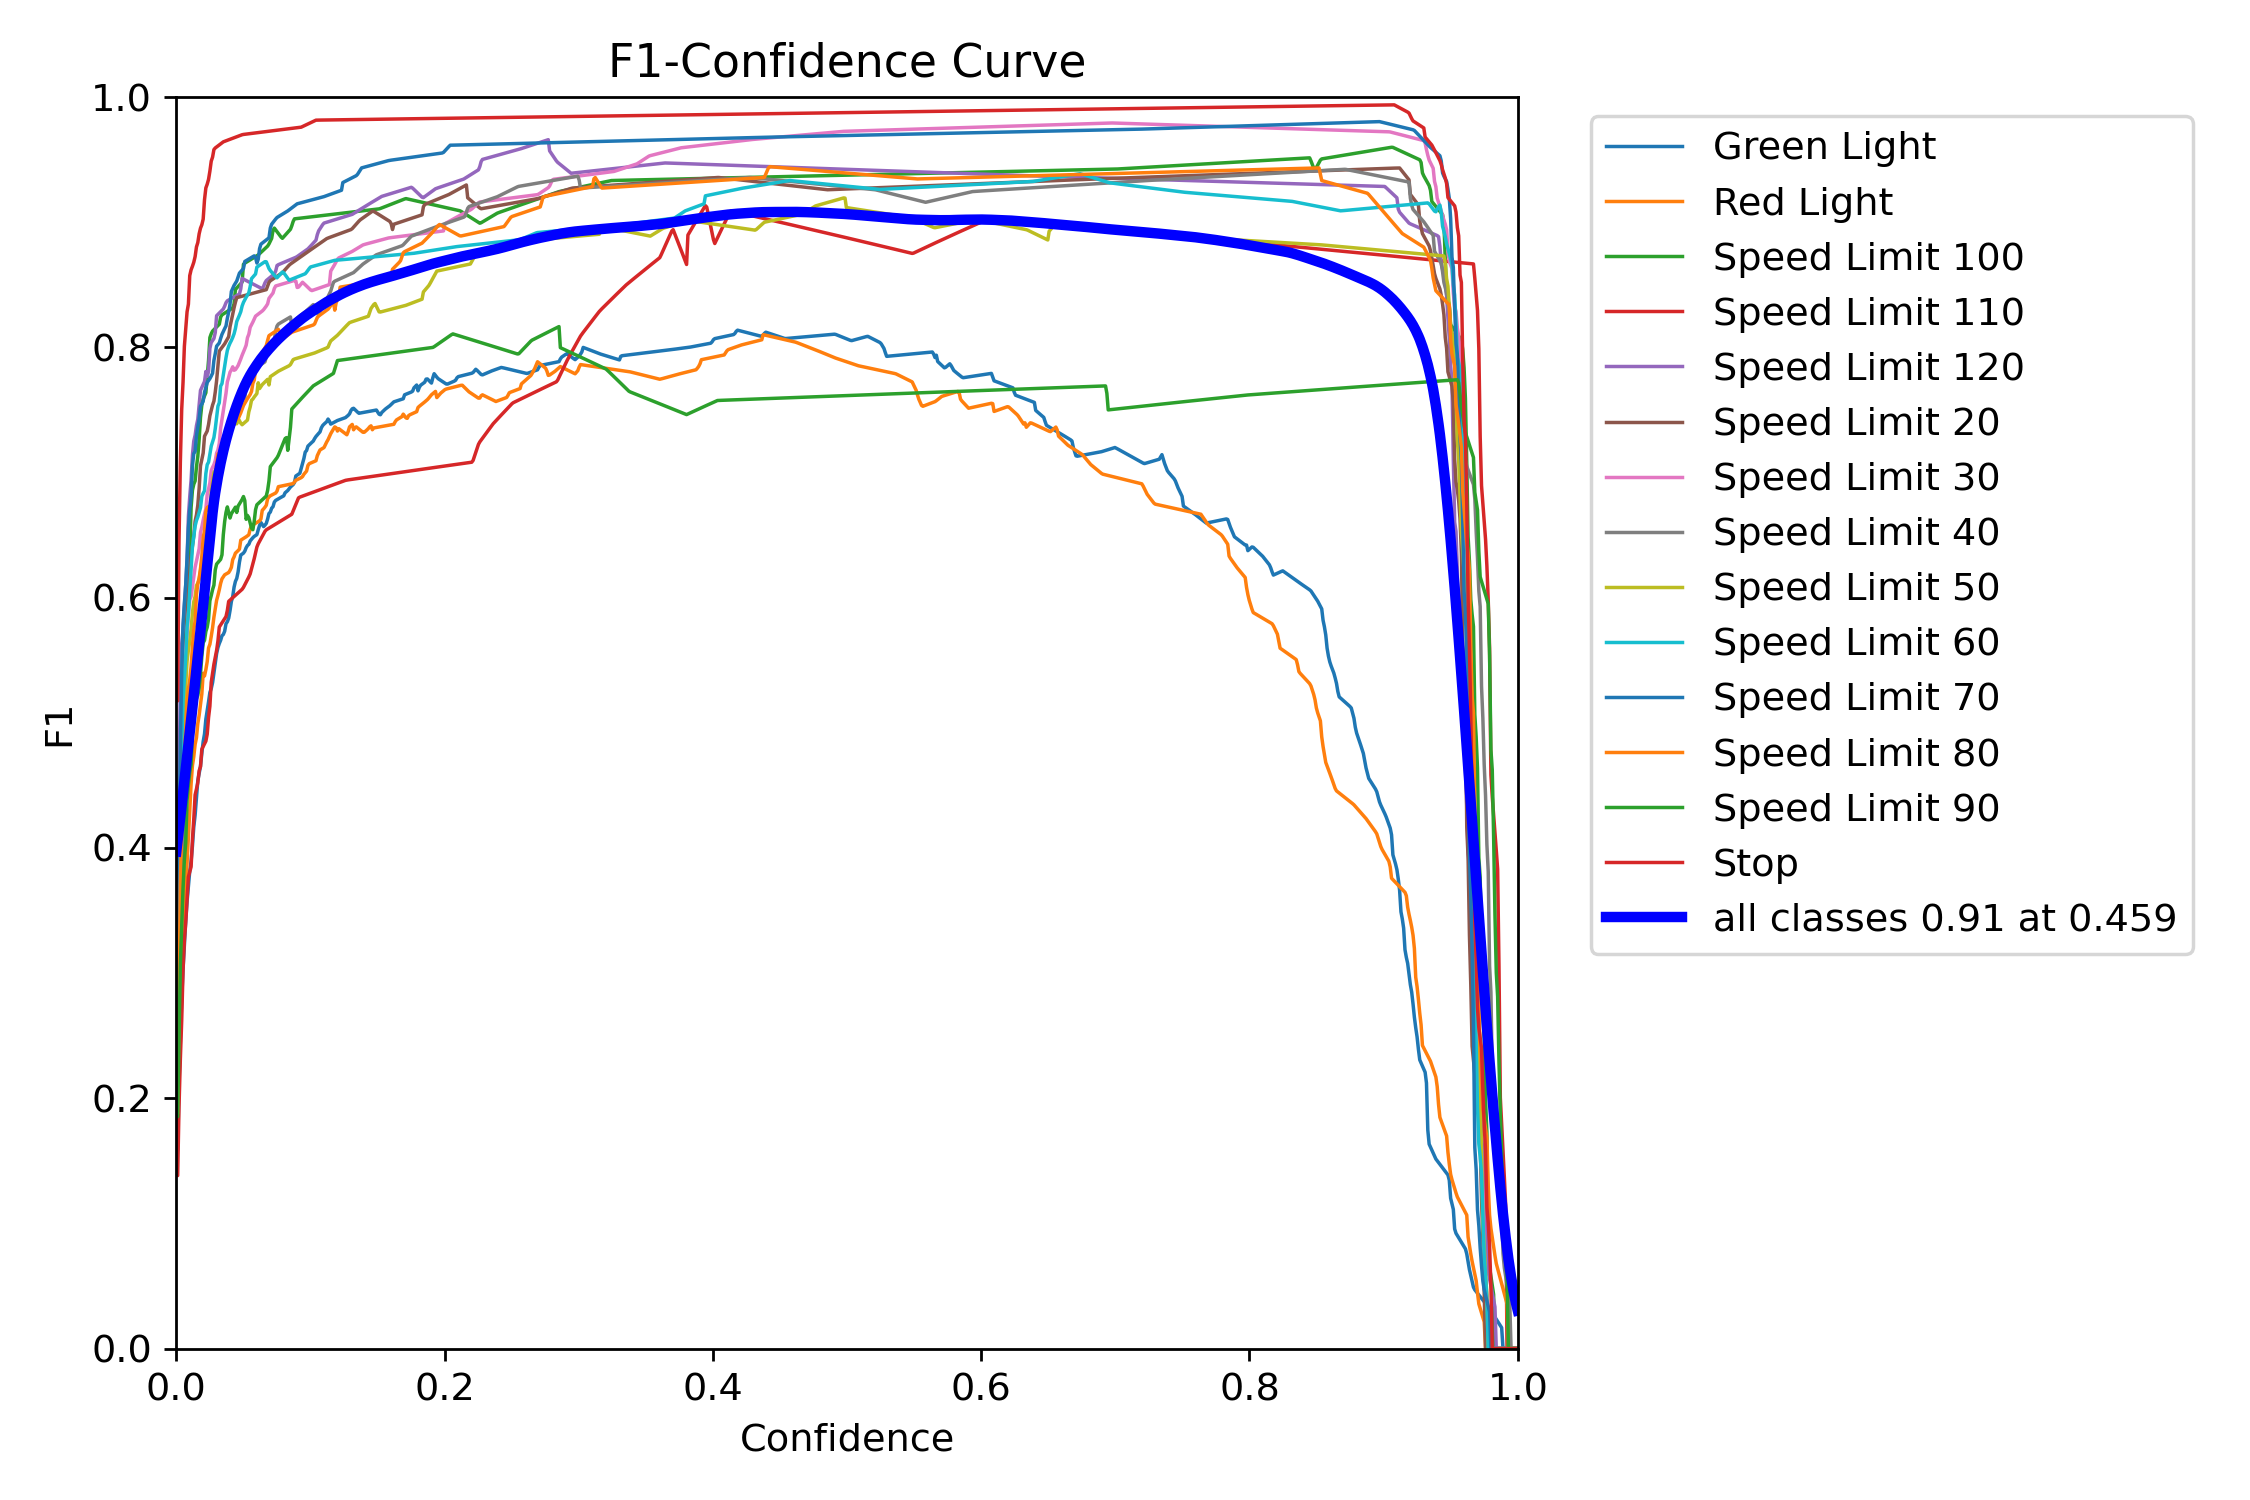 F1-Confidence Curve
1.0
0.8
0.6
0.4
0.2
0.0
F1
0.0 0.2 0.4 0.6 0.8 1.0
Confidence
Green Light
Red Light
Speed Limit 100
Speed Limit 110
Speed Limit 120
Speed Limit 20
Speed Limit 30
Speed Limit 40
Speed Limit 50
Speed Limit 60
Speed Limit 70
Speed Limit 80
Speed Limit 90
Stop
all classes 0.91 at 0.459